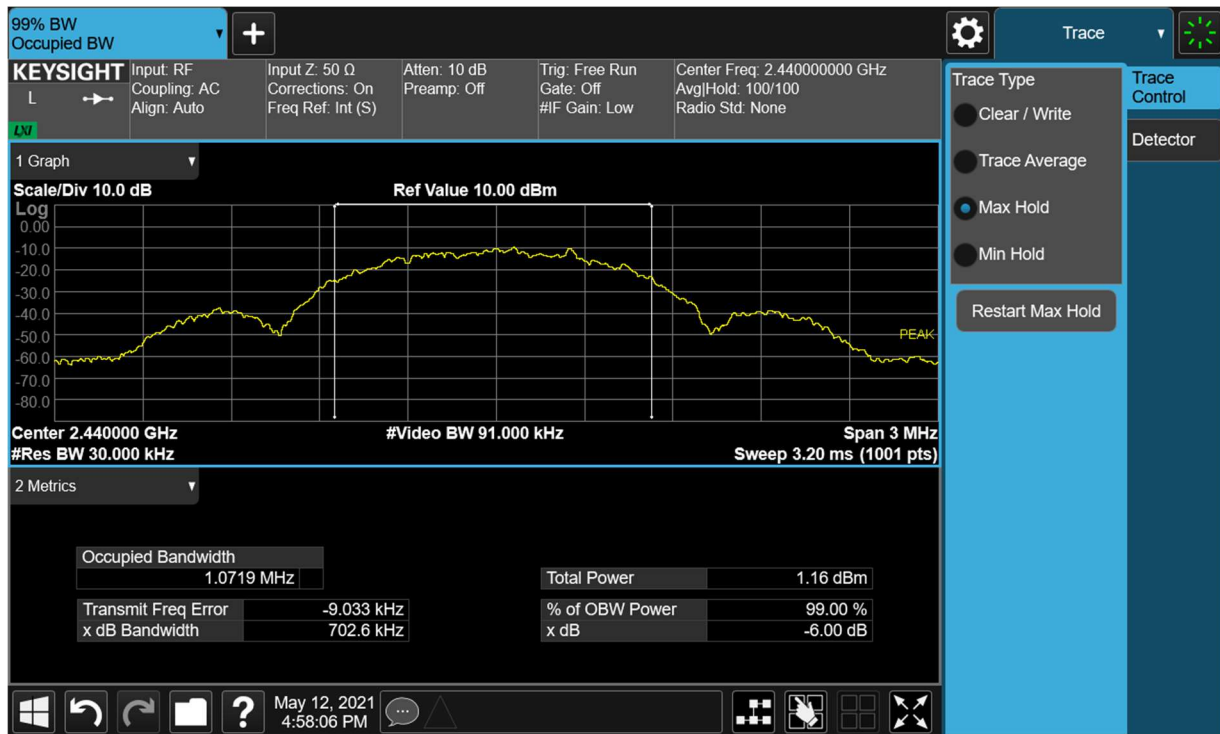 99% BW
Occupied BW
Trace
KEYSIGHT
L
LXI
Input: RF
Coupling: AC
Align: Auto
Input Z: 50 Ω
Corrections: On
Freq Ref: Int (S)
Atten: 10 dB
Preamp: Off
Trig: Free Run
Gate: Off
#IF Gain: Low
Center Freq: 2.440000000 GHz
Avg|Hold: 100/100
Radio Std: None
Trace Type
Clear / Write
Trace Average
Max Hold
Min Hold
Restart Max Hold
Trace
Control
Detector
1 Graph
Scale/Div 10.0 dB
Ref Value 10.00 dBm
Log
0.00
-10.0
-20.0
-30.0
-40.0
-50.0
-60.0
-70.0
-80.0
PEAK
Center 2.440000 GHz
#Video BW 91.000 kHz
Span 3 MHz
#Res BW 30.000 kHz
Sweep 3.20 ms (1001 pts)
2 Metrics
Occupied Bandwidth
1.0719 MHz
Total Power 1.16 dBm
Transmit Freq Error -9.033 kHz
% of OBW Power 99.00 %
x dB Bandwidth 702.6 kHz
x dB -6.00 dB
May 12, 2021
4:58:06 PM